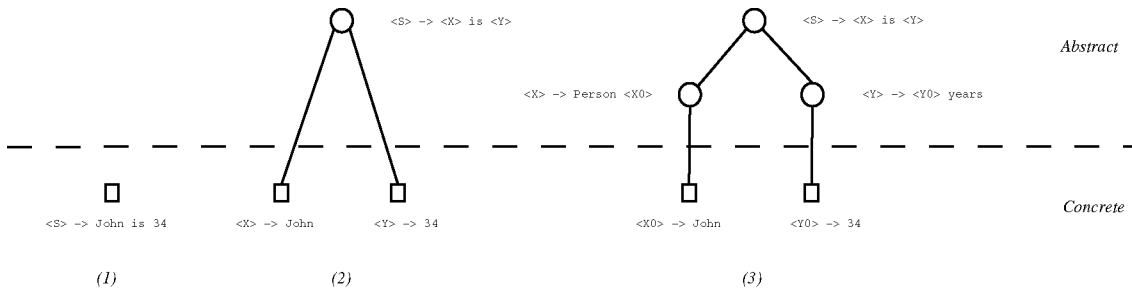 <S> -> <X> is <Y>
<S> -> <X> is <Y>
Abstract
<X> -> Person <X0>
<Y> -> <Y0> years
<S> -> John is 34
<X> -> John
<Y> -> 34
<X0> -> John
<Y0> -> 34
Concrete
(1)
(2)
(3)